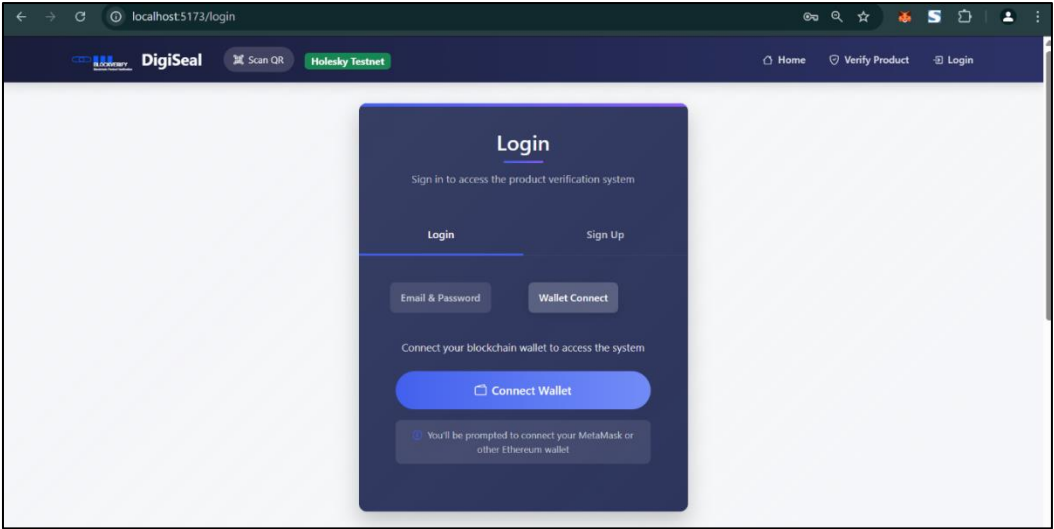 localhost:5173/login
BLOCKVERIFY
DigiSeal
Scan QR
Holesky Testnet
Home
Verify Product
Login
Login
Sign in to access the product verification system
Login
Sign Up
Email & Password
Wallet Connect
Connect your blockchain wallet to access the system
Connect Wallet
You'll be prompted to connect your MetaMask or
other Ethereum wallet